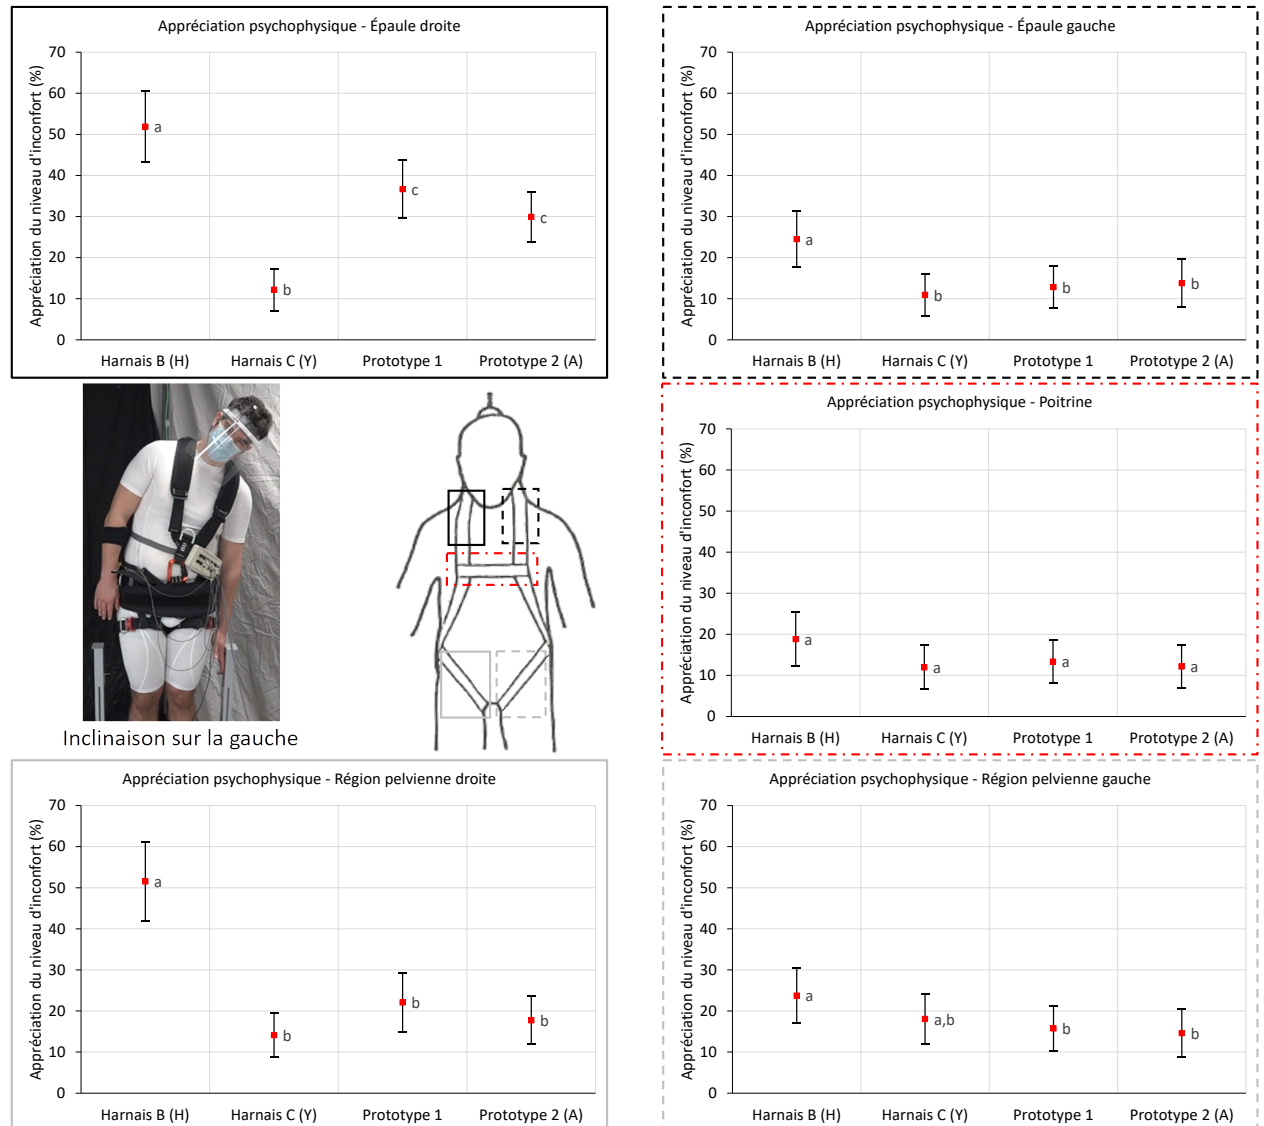 Appréciation psychophysique - Épaule droite
Appréciation du niveau d'inconfort (%)
70
60
50
40
30
20
10
0
a
b
c
c
Harnais B (H) Harnais C (Y) Prototype 1 Prototype 2 (A)
Appréciation psychophysique - Épaule gauche
Appréciation du niveau d'inconfort (%)
70
60
50
40
30
20
10
0
a
b
b
b
Harnais B (H) Harnais C (Y) Prototype 1 Prototype 2 (A)
Inclinaison sur la gauche
Appréciation psychophysique - Poitrine
Appréciation du niveau d'inconfort (%)
70
60
50
40
30
20
10
0
a
a
a
a
Harnais B (H) Harnais C (Y) Prototype 1 Prototype 2 (A)
Appréciation psychophysique - Région pelvienne droite
Appréciation du niveau d'inconfort (%)
70
60
50
40
30
20
10
0
a
b
b
b
Harnais B (H) Harnais C (Y) Prototype 1 Prototype 2 (A)
Appréciation psychophysique - Région pelvienne gauche
Appréciation du niveau d'inconfort (%)
70
60
50
40
30
20
10
0
a
a,b
b
b
Harnais B (H) Harnais C (Y) Prototype 1 Prototype 2 (A)